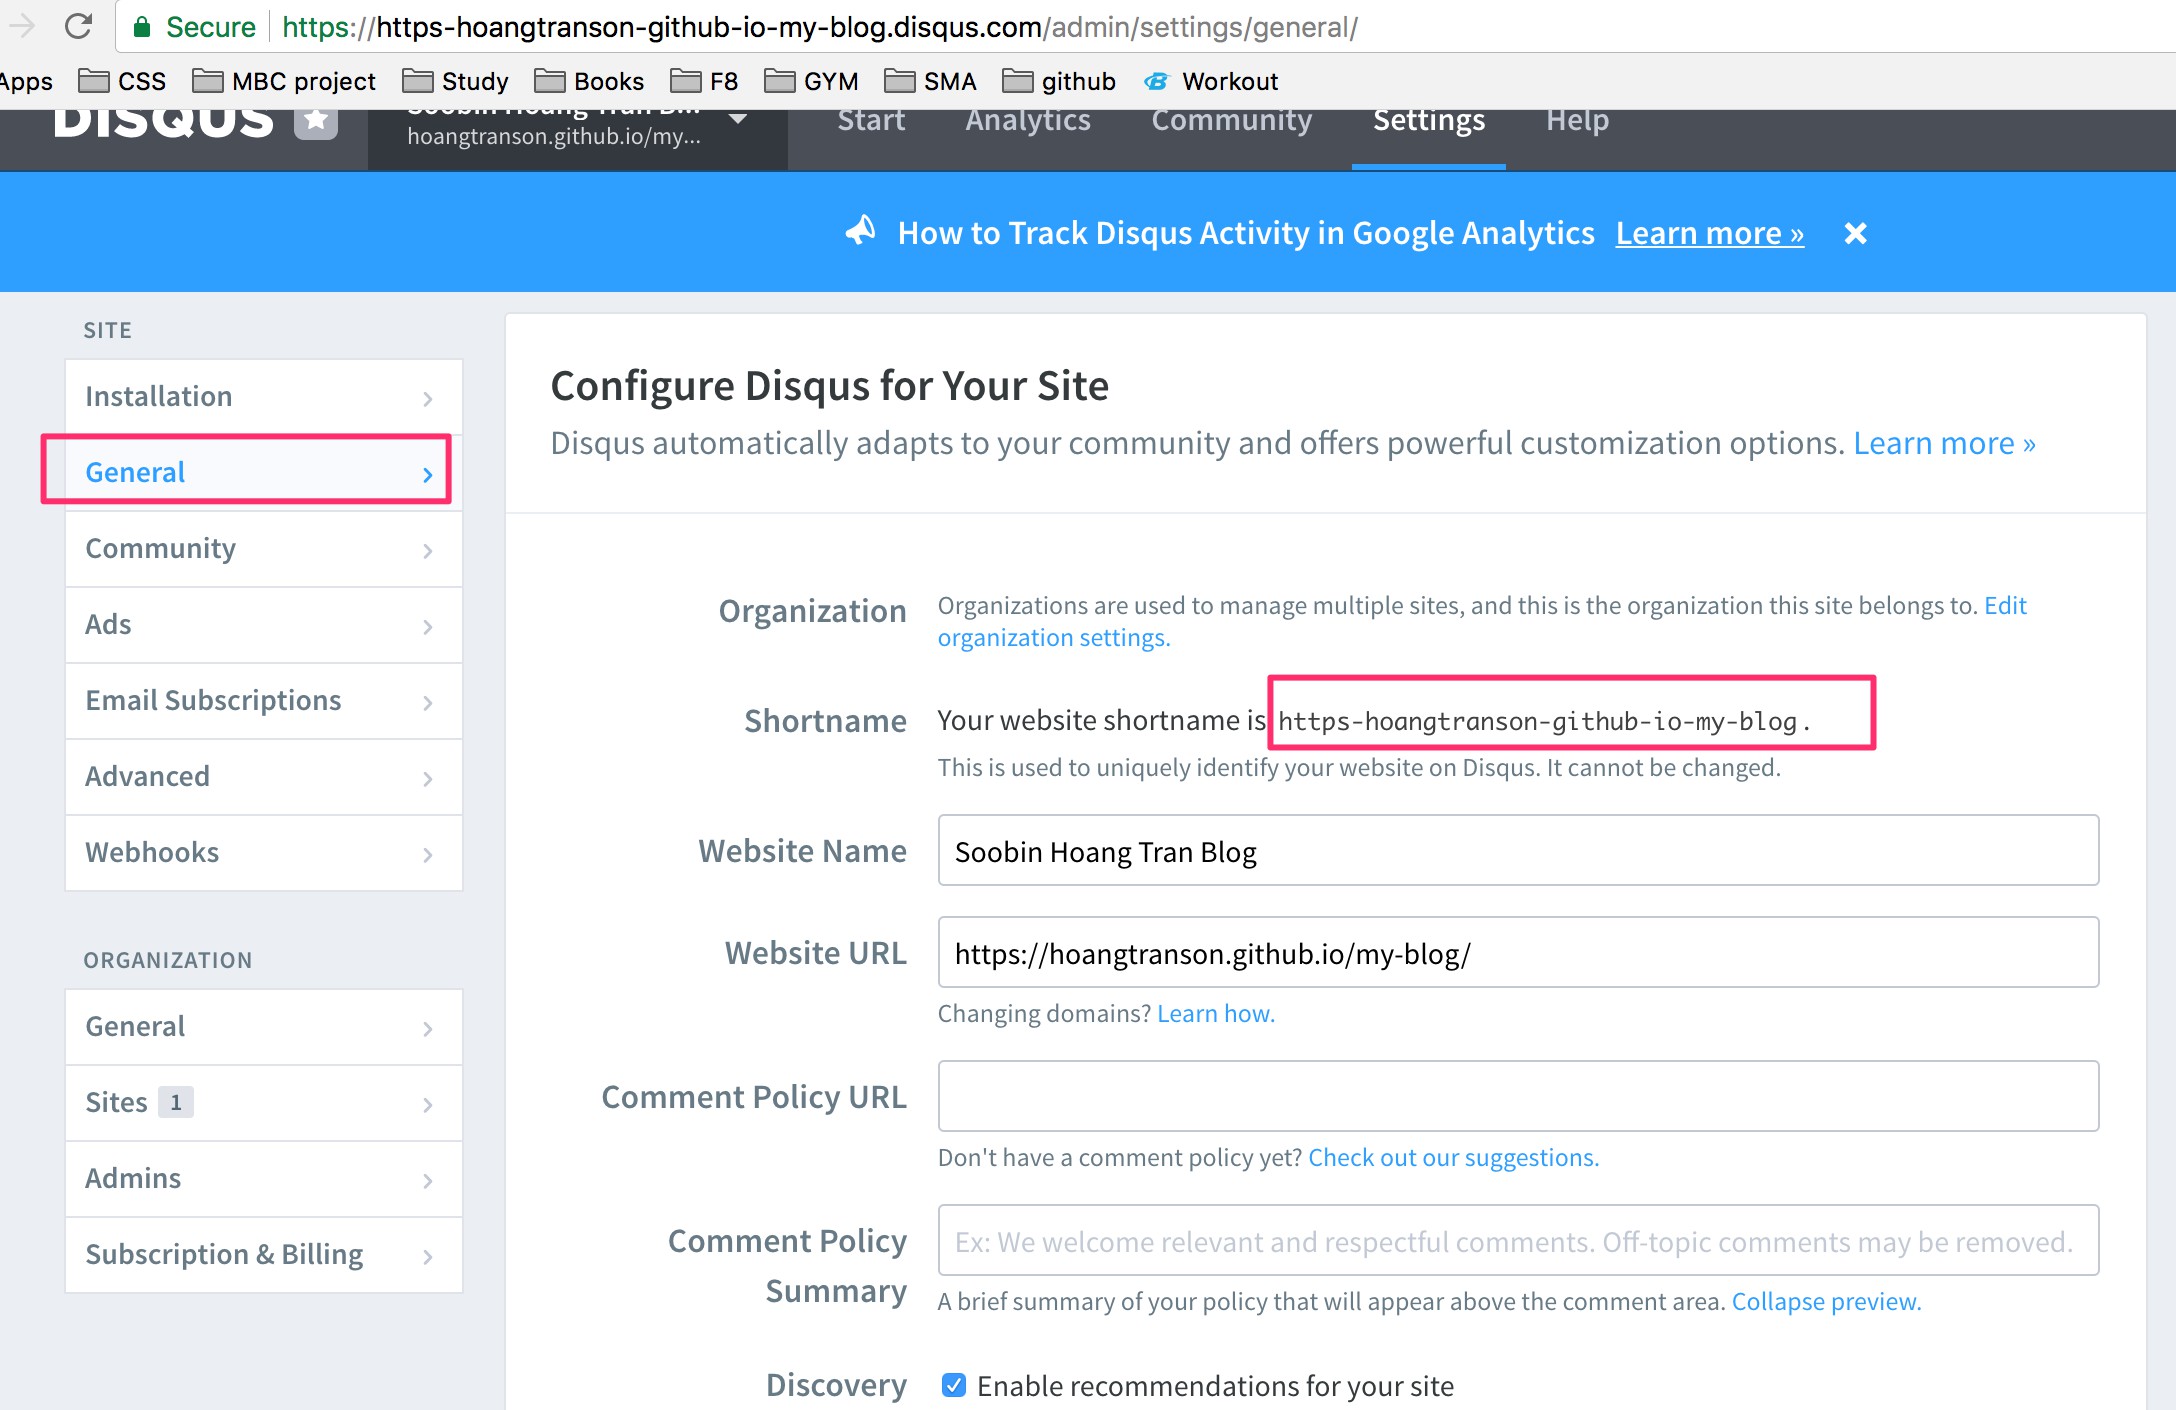 Secure https://https-hoangtranson-github-io-my-blog.disqus.com/admin/settings/general/
Apps CSS MBC project Study Books F8 GYM SMA github Workout
DISQUS Soobin Hoang Tran B... Start Analytics Community Settings Help
hoangtranson.github.io/my...
How to Track Disqus Activity in Google Analytics Learn more » ×
SITE
Installation
General
Community
Ads
Email Subscriptions
Advanced
Webhooks
ORGANIZATION
General
Sites 1
Admins
Subscription & Billing
Configure Disqus for Your Site
Disqus automatically adapts to your community and offers powerful customization options. Learn more »
Organization
Organizations are used to manage multiple sites, and this is the organization this site belongs to. Edit
organization settings.
Shortname
Your website shortname is https-hoangtranson-github-io-my-blog.
This is used to uniquely identify your website on Disqus. It cannot be changed.
Website Name
Soobin Hoang Tran Blog
Website URL
https://hoangtranson.github.io/my-blog/
Changing domains? Learn how.
Comment Policy URL
Don't have a comment policy yet? Check out our suggestions.
Comment Policy
Summary
Ex: We welcome relevant and respectful comments. Off-topic comments may be removed.
A brief summary of your policy that will appear above the comment area. Collapse preview.
Discovery
Enable recommendations for your site